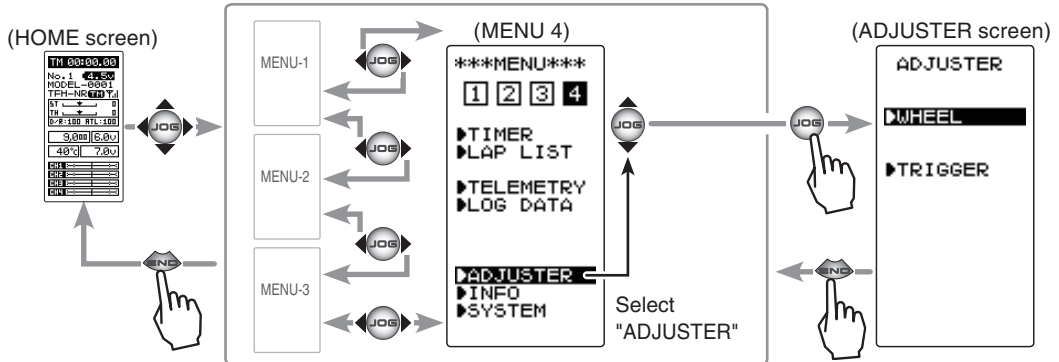 (HOME screen)
TM 00:00.00
No.1 4.5v
MODEL-0001
TFH-NR TM
ST 0
TH 0
D/R:100 ATL:100
9,000 6.0v
40℃ 7.0v
CH1
CH2
CH3
CH4
JOG
END
MENU-1
JOG
JOG
MENU-2
JOG
MENU-3
JOG
(MENU 4)
***MENU***
1 2 3 4
TIMER
LAP LIST
TELEMETRY
LOG DATA
ADJUSTER
INFO
SYSTEM
JOG
Select
"ADJUSTER"
JOG
END
(ADJUSTER screen)
ADJUSTER
WHEEL
TRIGGER